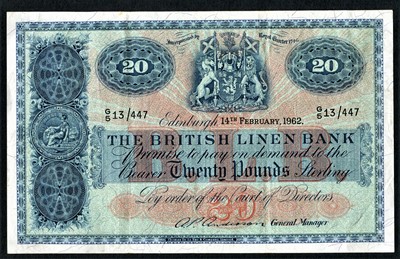 Incorporated by Royal Charter 1746
20 20
G/5 13/447 G/5 13/447
Edinburgh 14TH FEBRUARY, 1962.
THE BRITISH LINEN BANK
Promise to pay on demand to the
Bearer Twenty Pounds Sterling
By order of the Court of Directors
£20
General Manager